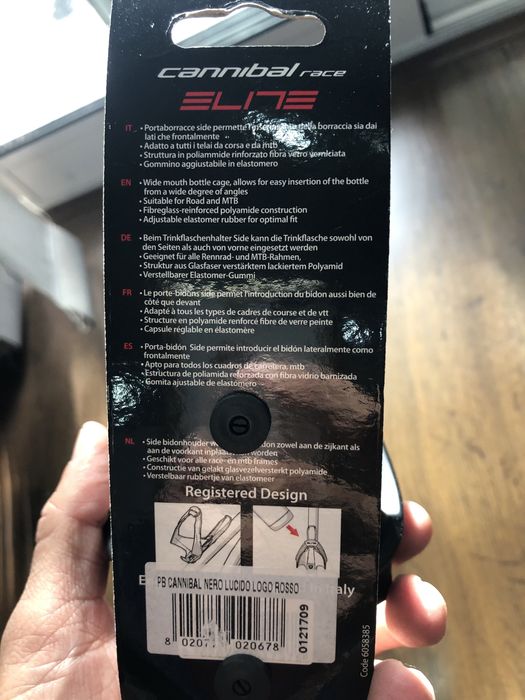 cannibal race
ELITE
IT • Portaborracce side permette della borraccia sia dai
lati che frontalmente
• Adatto a tutti i telai da corsa e da mtb
• Struttura in poliammide rinforzato fibra vetro verniciata
• Gommino aggiustabile in elastomero
EN • Wide mouth bottle cage, allows for easy insertion of the bottle
from a wide degree of angles
• Suitable for Road and MTB
• Fibreglass-reinforced polyamide construction
• Adjustable elastomer rubber for optimal fit
DE • Beim Trinkflaschenhalter Side kann die Trinkflasche sowohl von
den Seiten als auch von vorne eingesetzt werden
• Geeignet für alle Rennrad- und MTB-Rahmen,
• Struktur aus Glasfaser verstärktem lackiertem Polyamid
• Verstellbarer Elastomer-Gummi
FR • Le porte-bidons side permet l'introduction du bidon aussi bien de
côté que devant
• Adapté à tous les types de cadres de course et de vtt
• Structure en polyamide renforcé fibre de verre peinte
• Capsule réglable en élastomère
ES • Porta-bidón Side permite introducir el bidón lateralmente como
frontalmente
• Apto para todos los cuadros de carretera, mtb
• Estructura de poliamida reforzada con fibra vidrio barnizada
• Gomita ajustable de elastómero
NL • Side bidonhouder zowel aan de zijkant als
aan de voorkant worden
• Geschikt voor alle race- en mtb frames
• Constructie van gelakt glasvezelversterkt polyamide
• Verstelbaar rubbertje van elastomeer
Registered Design
Italy
PB CANNIBAL NERO LUCIDO LOGO ROSSO
8 020678
0121709
Code 6058385